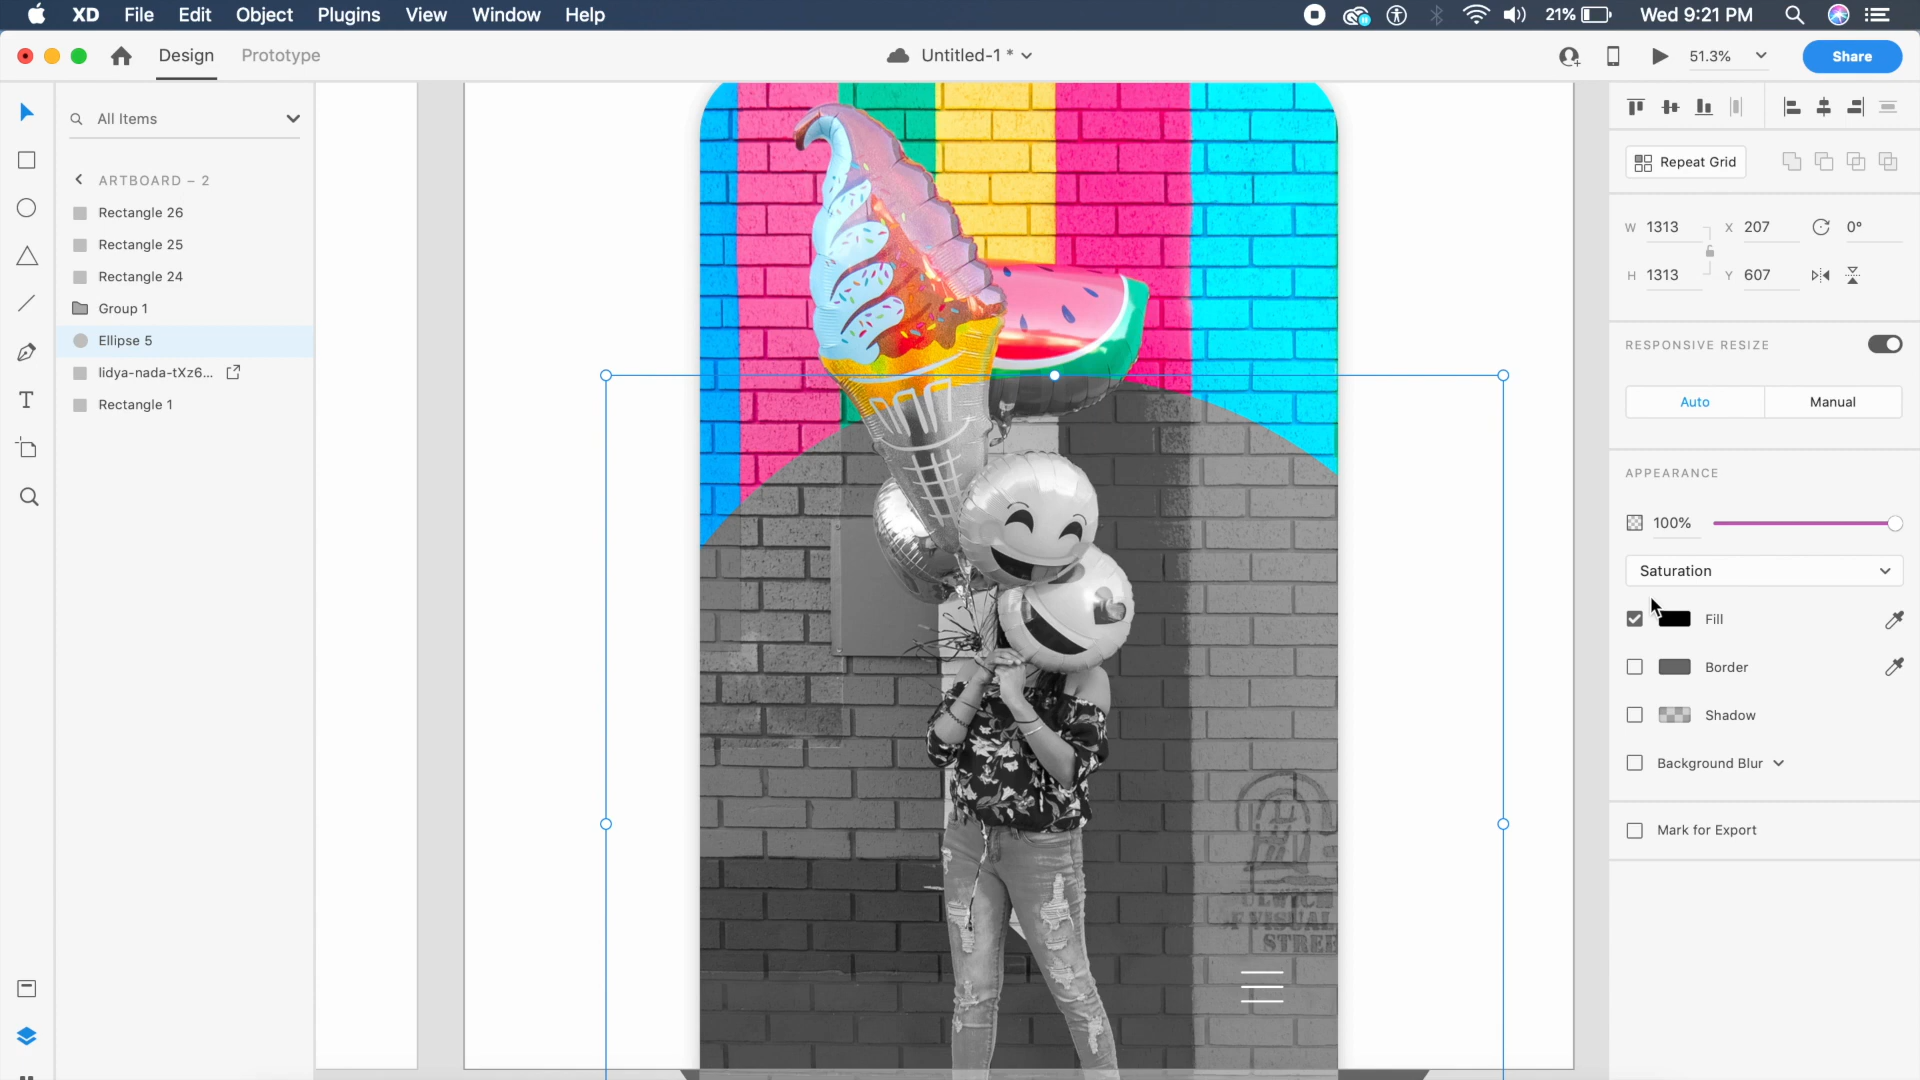 XD File Edit Object Plugins View Window Help 21% Wed 9:21 PM
Design Prototype Untitled-1 * 51.3% Share
All Items
ARTBOARD – 2
Rectangle 26
Rectangle 25
Rectangle 24
Group 1
Ellipse 5
lidya-nada-tXz6...
Rectangle 1
Repeat Grid
W 1313 X 207 0°
H 1313 Y 607
RESPONSIVE RESIZE
Auto Manual
APPEARANCE
100%
Saturation
Fill
Border
Shadow
Background Blur
Mark for Export
VISUAL
STREE